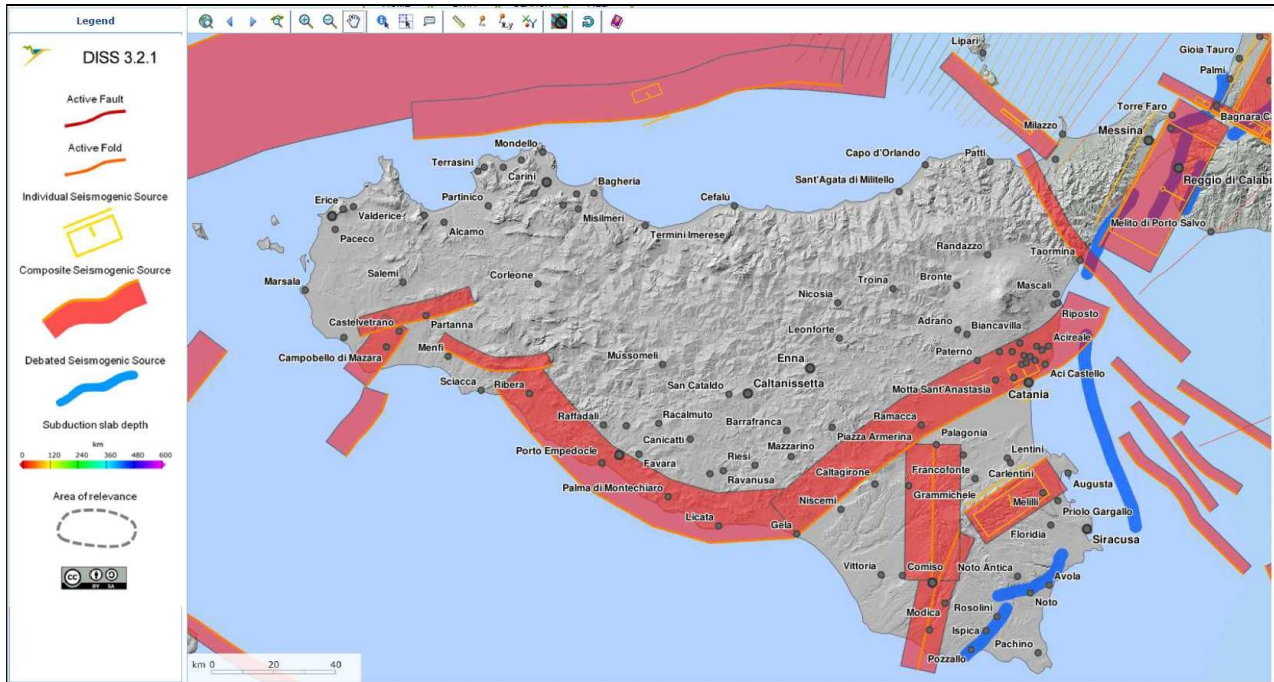 Legend
DISS 3.2.1
Active Fault
Active Fold
Individual Seismogenic Source
Composite Seismogenic Source
Debated Seismogenic Source
Subduction slab depth
km
0 120 240 360 480 600
Area of relevance
cc
BY SA
x,y
Lipari
Gioia Tauro
Palmi
Torre Faro
Bagnara C
Milazzo
Messina
Mondello
Terrasini
Carini
Capo d'Orlando
Patti
Reggio di Calab
Partinico
Bagheria
Sant'Agata di Militello
Erice
Valderice
Misilmeri
Cefalù
Melito di Porto Salvo
Paceco
Alcamo
Termini Imerese
Randazzo
Taormina
Marsala
Salemi
Corleone
Troina
Bronte
Mascali
Nicosia
Castelvetrano
Partanna
Leonforte
Adrano
Biancavilla
Riposto
Campobello di Mazara
Menfi
Mussomeli
Enna
Paternò
Acireale
Sciacca
Ribera
San Cataldo
Caltanissetta
Motta Sant'Anastasia
Aci Castello
Catania
Raffadali
Racalmuto
Barrafranca
Ramacca
Canicattì
Piazza Armerina
Palagonia
Porto Empedocle
Favara
Riesi
Mazzarino
Lentini
Ravanusa
Caltagirone
Francofonte
Carlentini
Palma di Montechiaro
Grammichele
Melilli
Augusta
Licata
Gela
Niscemi
Priolo Gargallo
Floridia
Siracusa
Vittoria
Comiso
Noto Antica
Avola
Modica
Rosolini
Noto
Ispica
Pozzallo
Pachino
km 0 20 40